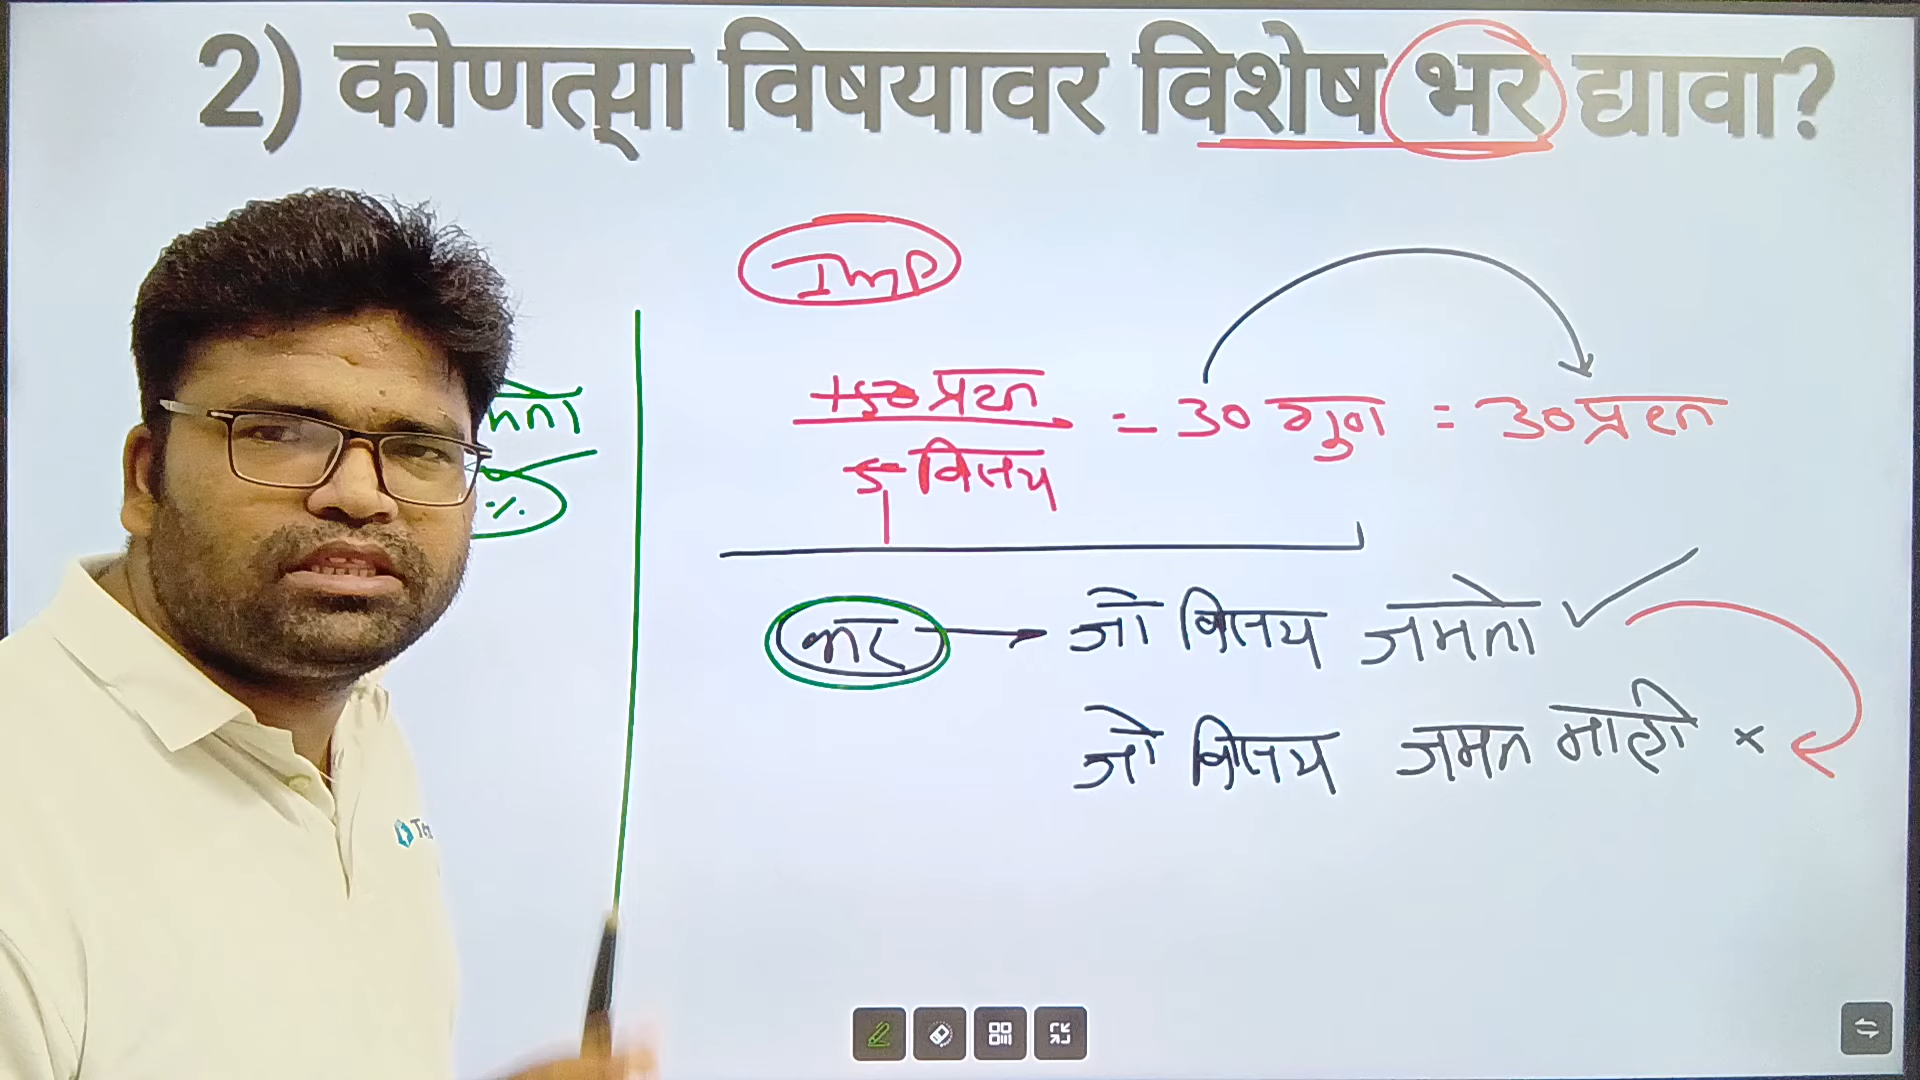 2) कोणत्या विषयावर विशेष भर द्यावा?
Imp
150 प्रश्न = 30 गुण = 30 प्रश्न
5 विषय
%
भर → जो विषय जमतो ✓
जो विषय जमत नाही ×